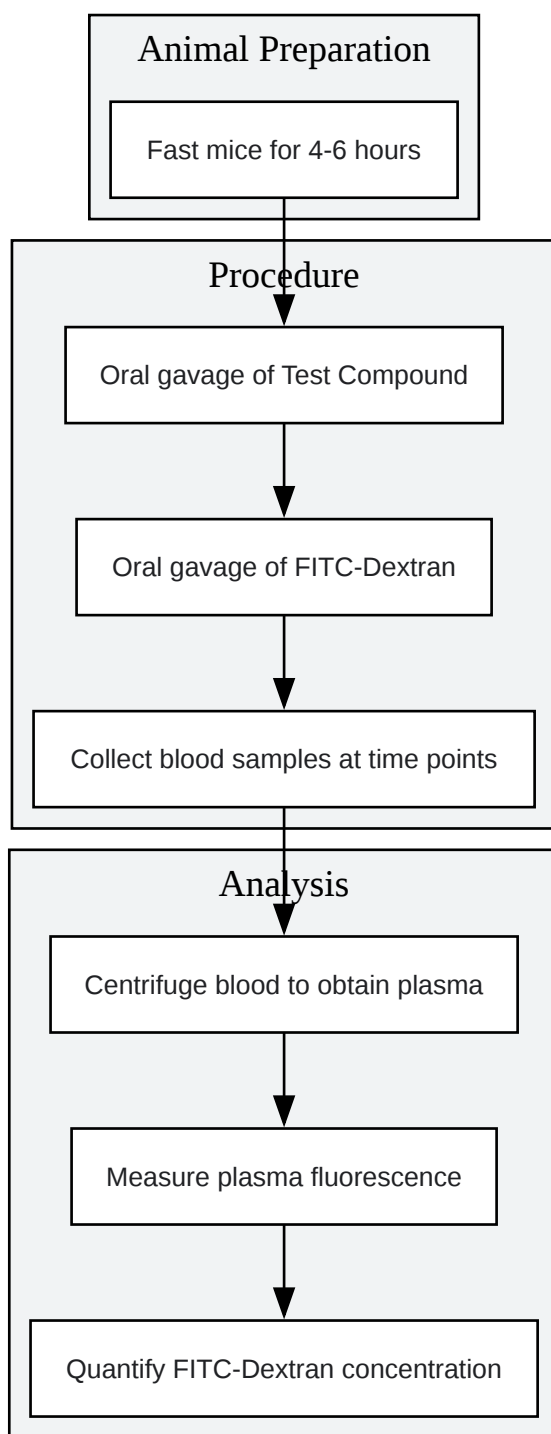 Animal Preparation
Fast mice for 4-6 hours
Procedure
Oral gavage of Test Compound
Oral gavage of FITC-Dextran
Collect blood samples at time points
Analysis
Centrifuge blood to obtain plasma
Measure plasma fluorescence
Quantify FITC-Dextran concentration